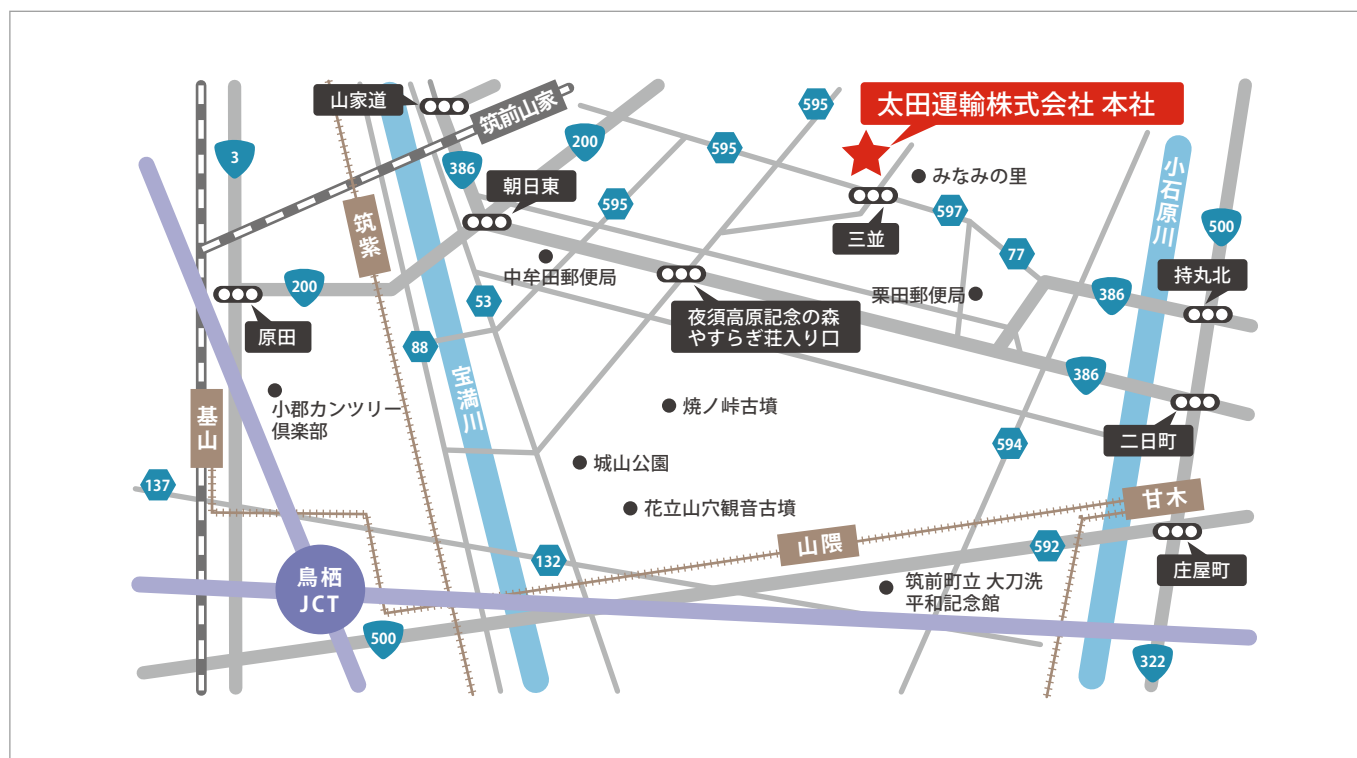 山家道
筑前山家
595
太田運輸株式会社 本社
3
386
200
595
朝日東
595
みなみの里
小石原川
筑紫
597
三並
77
500
中牟田郵便局
持丸北
200
53
夜須高原記念の森
やすらぎ荘入り口
栗田郵便局
386
原田
88
宝満川
386
基山
小郡カンツリー
倶楽部
焼ノ峠古墳
二日町
594
城山公園
137
花立山穴観音古墳
甘木
山隈
592
132
庄屋町
鳥栖
JCT
筑前町立 大刀洗
平和記念館
500
322